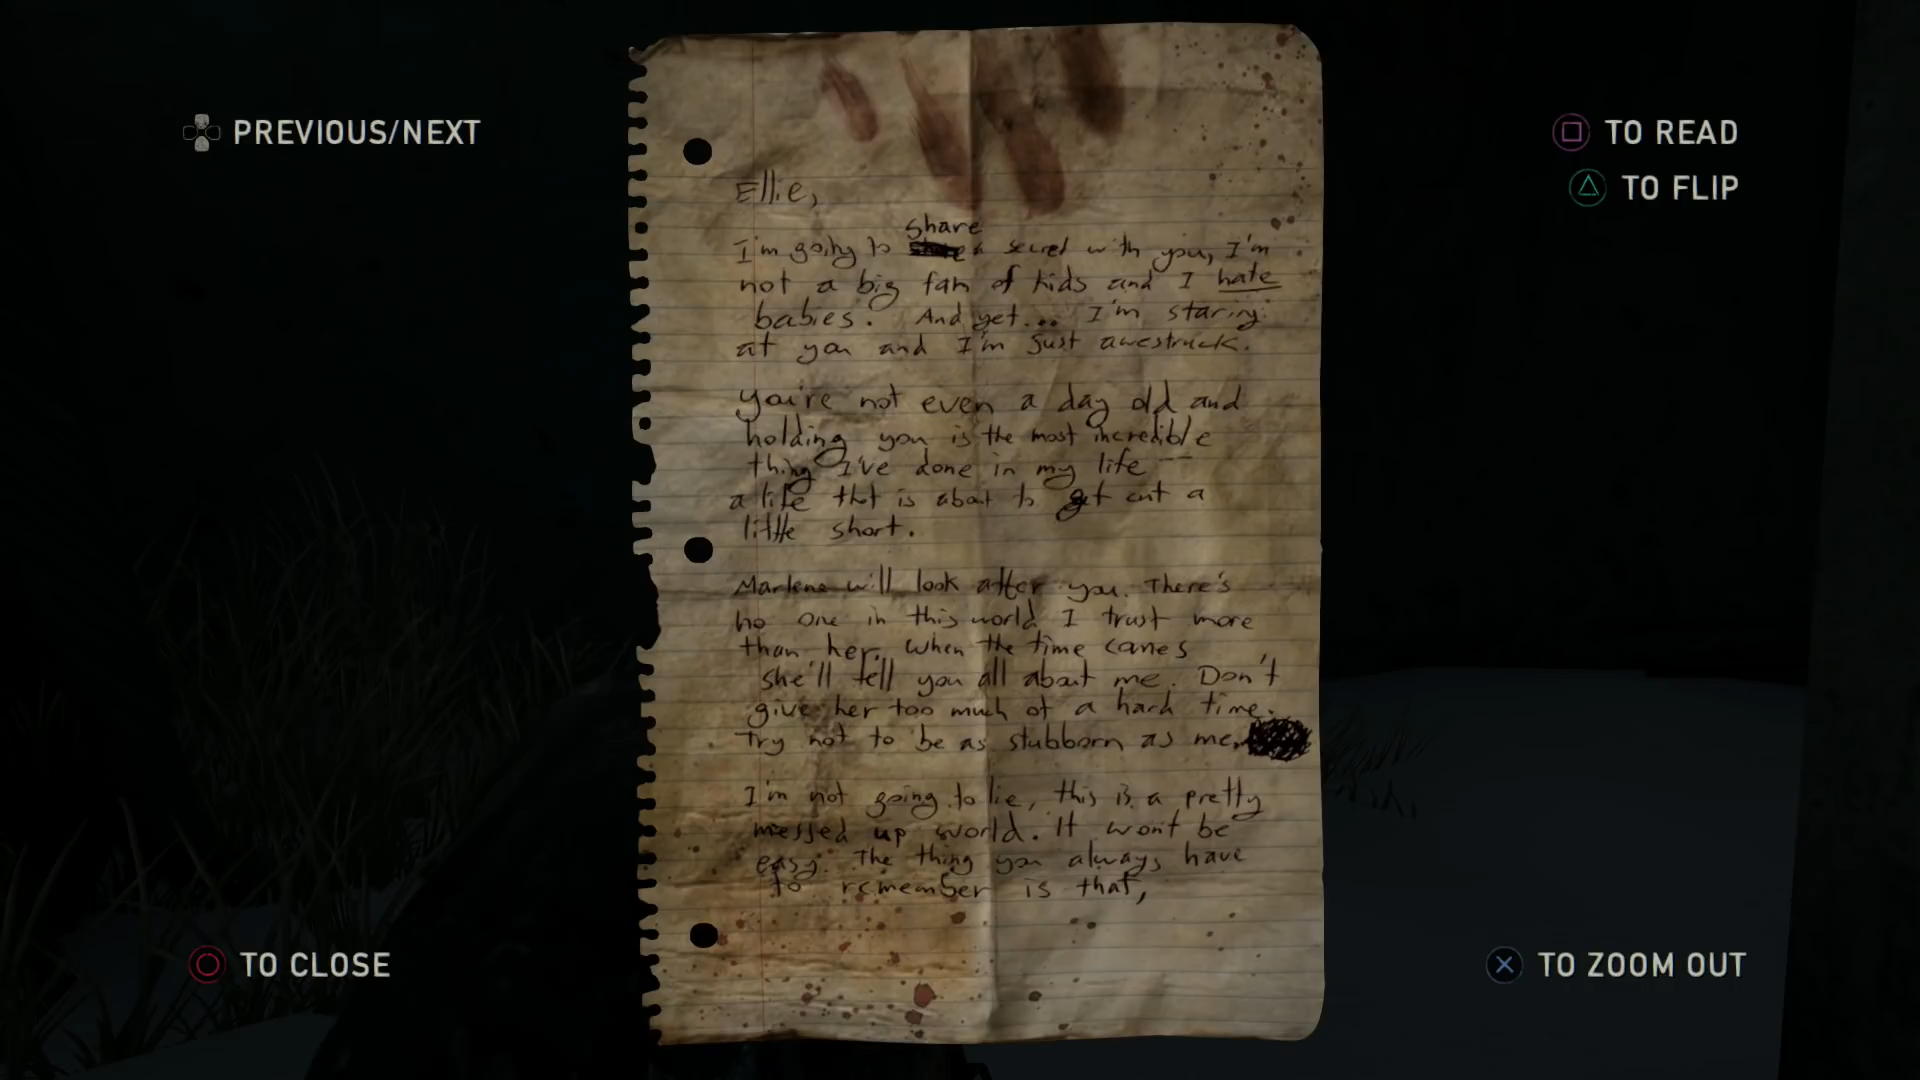 PREVIOUS/NEXT
TO READ
TO FLIP
Ellie,
share
I'm going to a secret with you, I'm
not a big fan of kids and I hate
babies. And yet... I'm staring
at you and I'm just awestruck.
You're not even a day old and
holding you is the most incredible
thing I've done in my life
a life that is about to get cut a
little short.
Marlene will look after you. There's
no one in this world I trust more
than her. When the time comes
she'll tell you all about me. Don't
give her too much of a hard time.
Try not to be as stubborn as me.
I'm not going to lie, this is a pretty
messed up world. It won't be
easy. The thing you always have
to remember is that,
TO CLOSE
TO ZOOM OUT